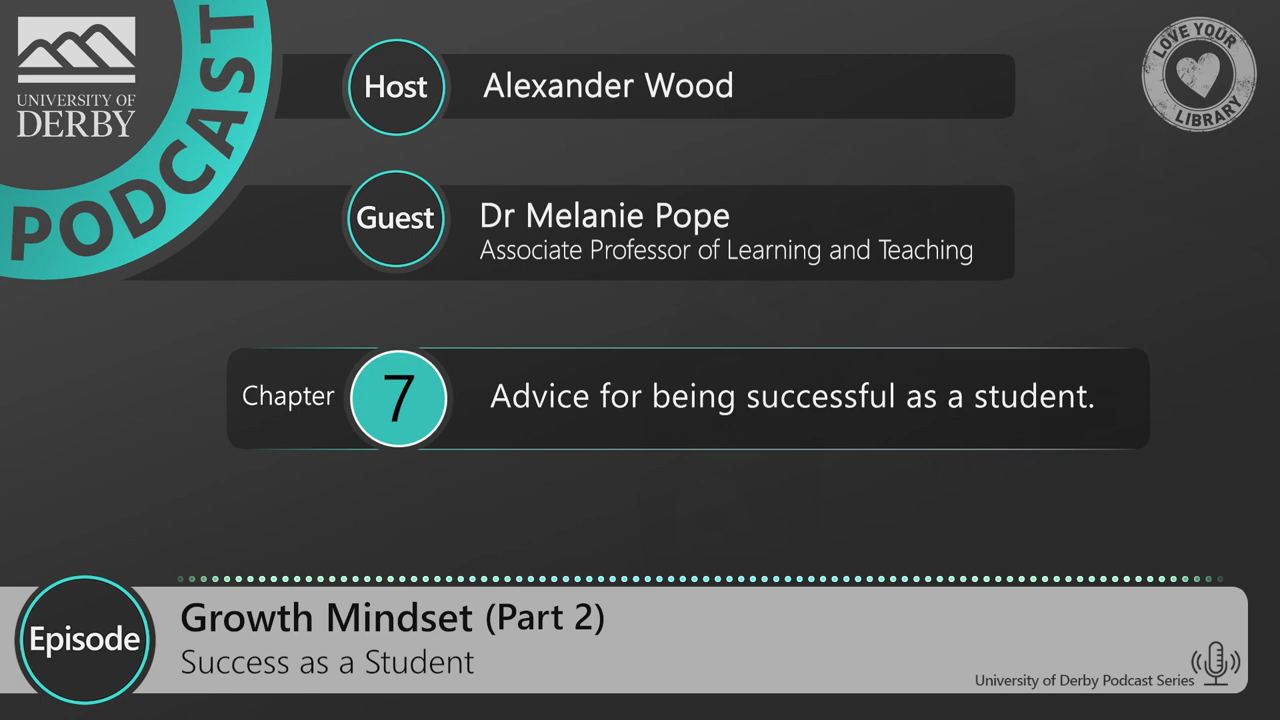 UNIVERSITY OF
DERBY
PODCAST
Host
Alexander Wood
LOVE YOUR
LIBRARY
Guest
Dr Melanie Pope
Associate Professor of Learning and Teaching
Chapter
7
Advice for being successful as a student.
Episode
Growth Mindset (Part 2)
Success as a Student
University of Derby Podcast Series